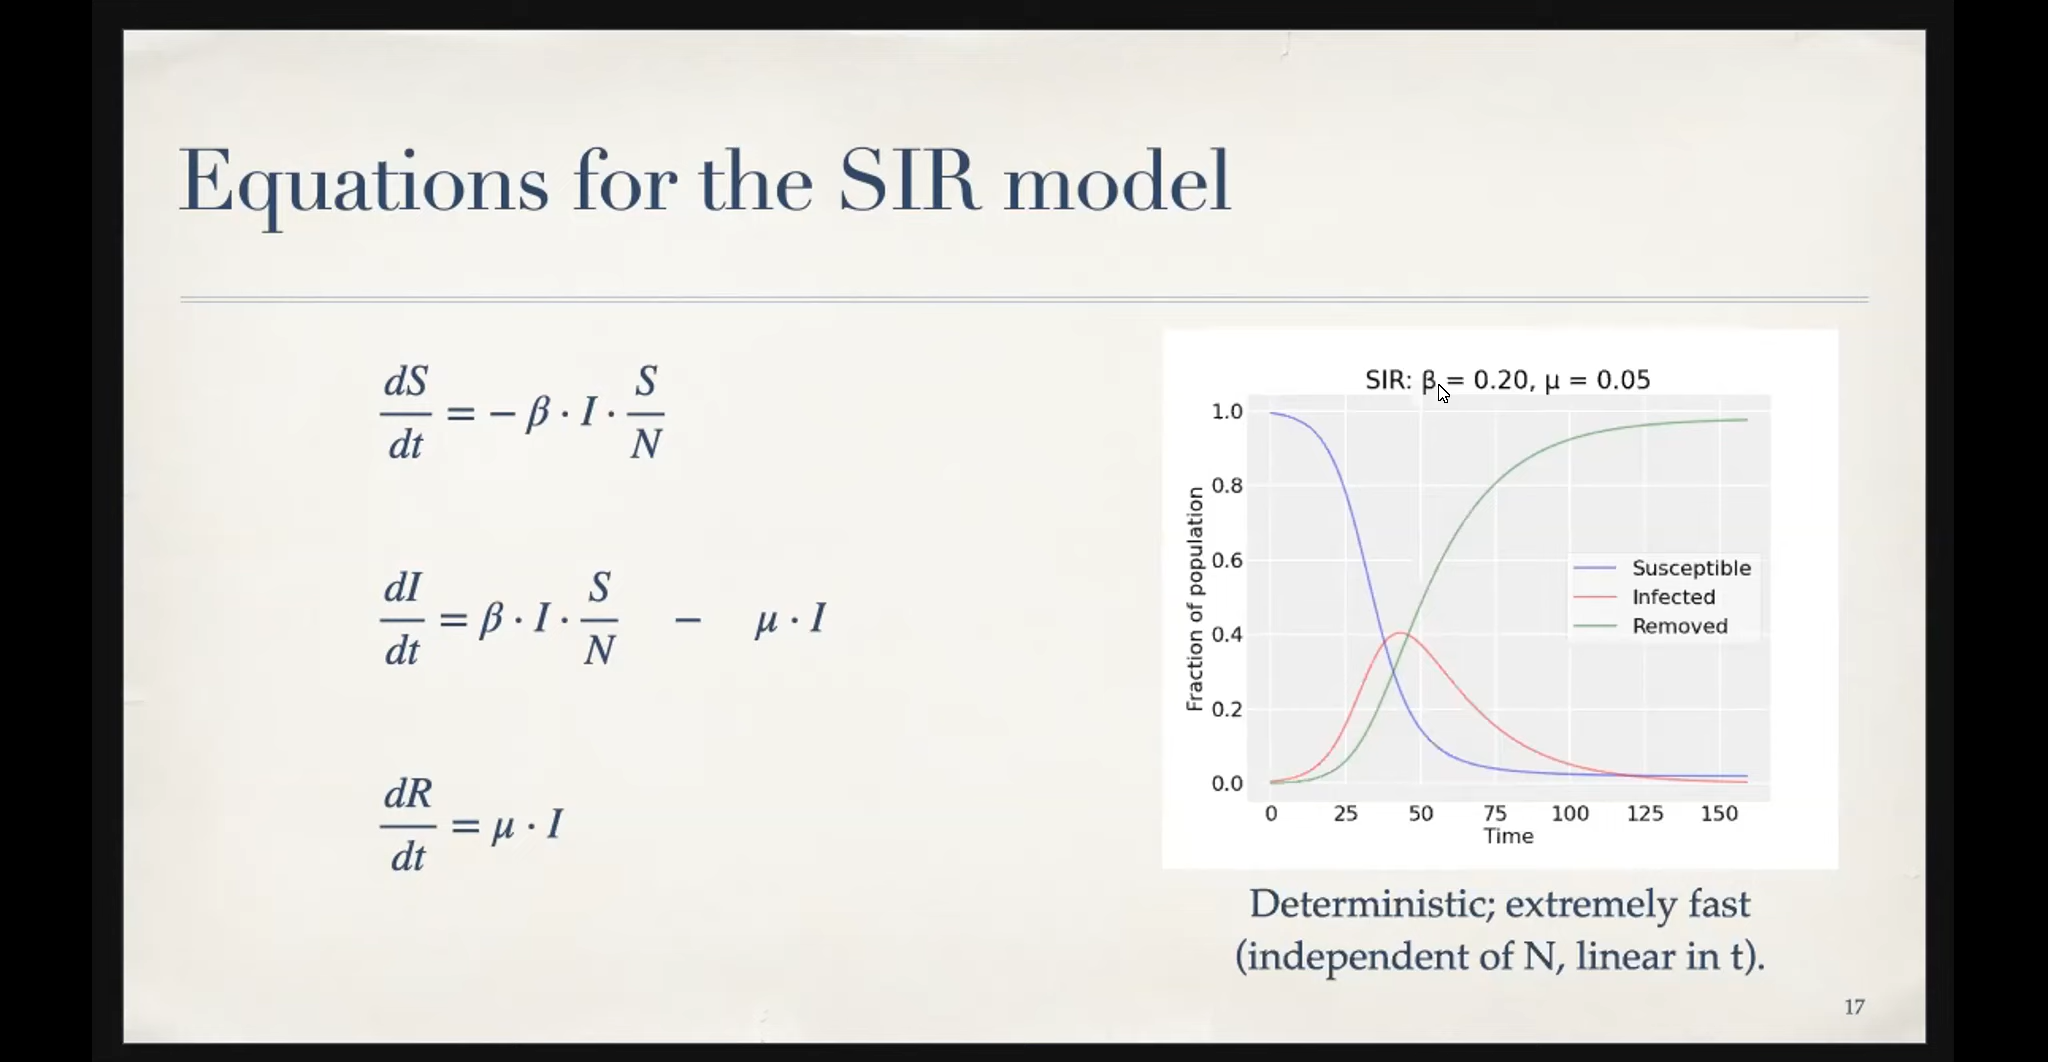 Equations for the SIR model
dS/dt = − β · I · S/N
dI/dt = β · I · S/N − μ · I
dR/dt = μ · I
SIR: β = 0.20, μ = 0.05
Fraction of population
1.0
0.8
0.6
0.4
0.2
0.0
Susceptible
Infected
Removed
0 25 50 75 100 125 150
Time
Deterministic; extremely fast
(independent of N, linear in t).
17